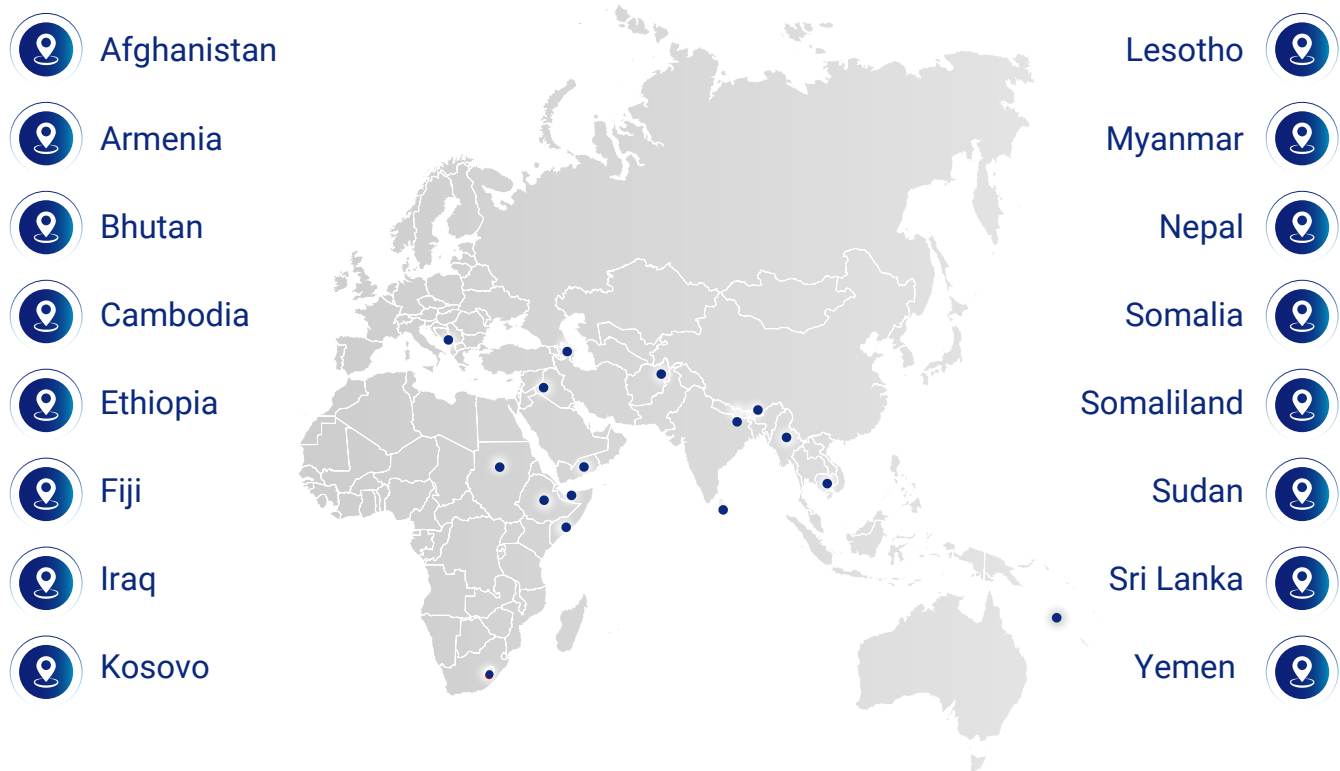 Afghanistan
Armenia
Bhutan
Cambodia
Ethiopia
Fiji
Iraq
Kosovo
Lesotho
Myanmar
Nepal
Somalia
Somaliland
Sudan
Sri Lanka
Yemen